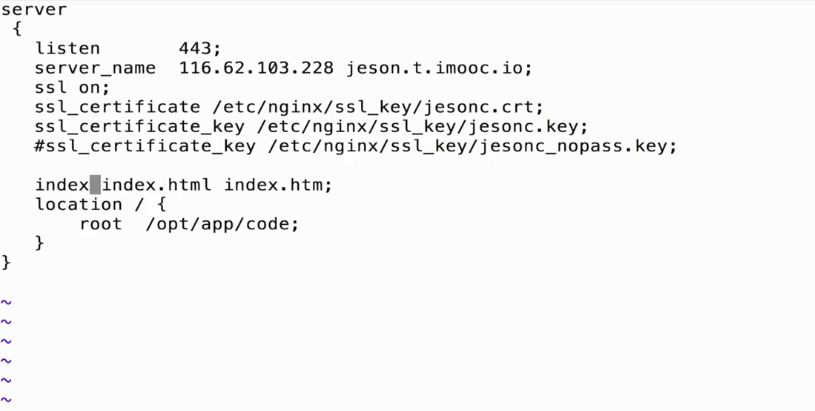 server
 {
   listen       443;
   server_name  116.62.103.228 jeson.t.imooc.io;
   ssl on;
   ssl_certificate /etc/nginx/ssl_key/jesonc.crt;
   ssl_certificate_key /etc/nginx/ssl_key/jesonc.key;
   #ssl_certificate_key /etc/nginx/ssl_key/jesonc_nopass.key;

   index index.html index.htm;
   location / {
       root  /opt/app/code;
   }
}

~
~
~
~
~
~